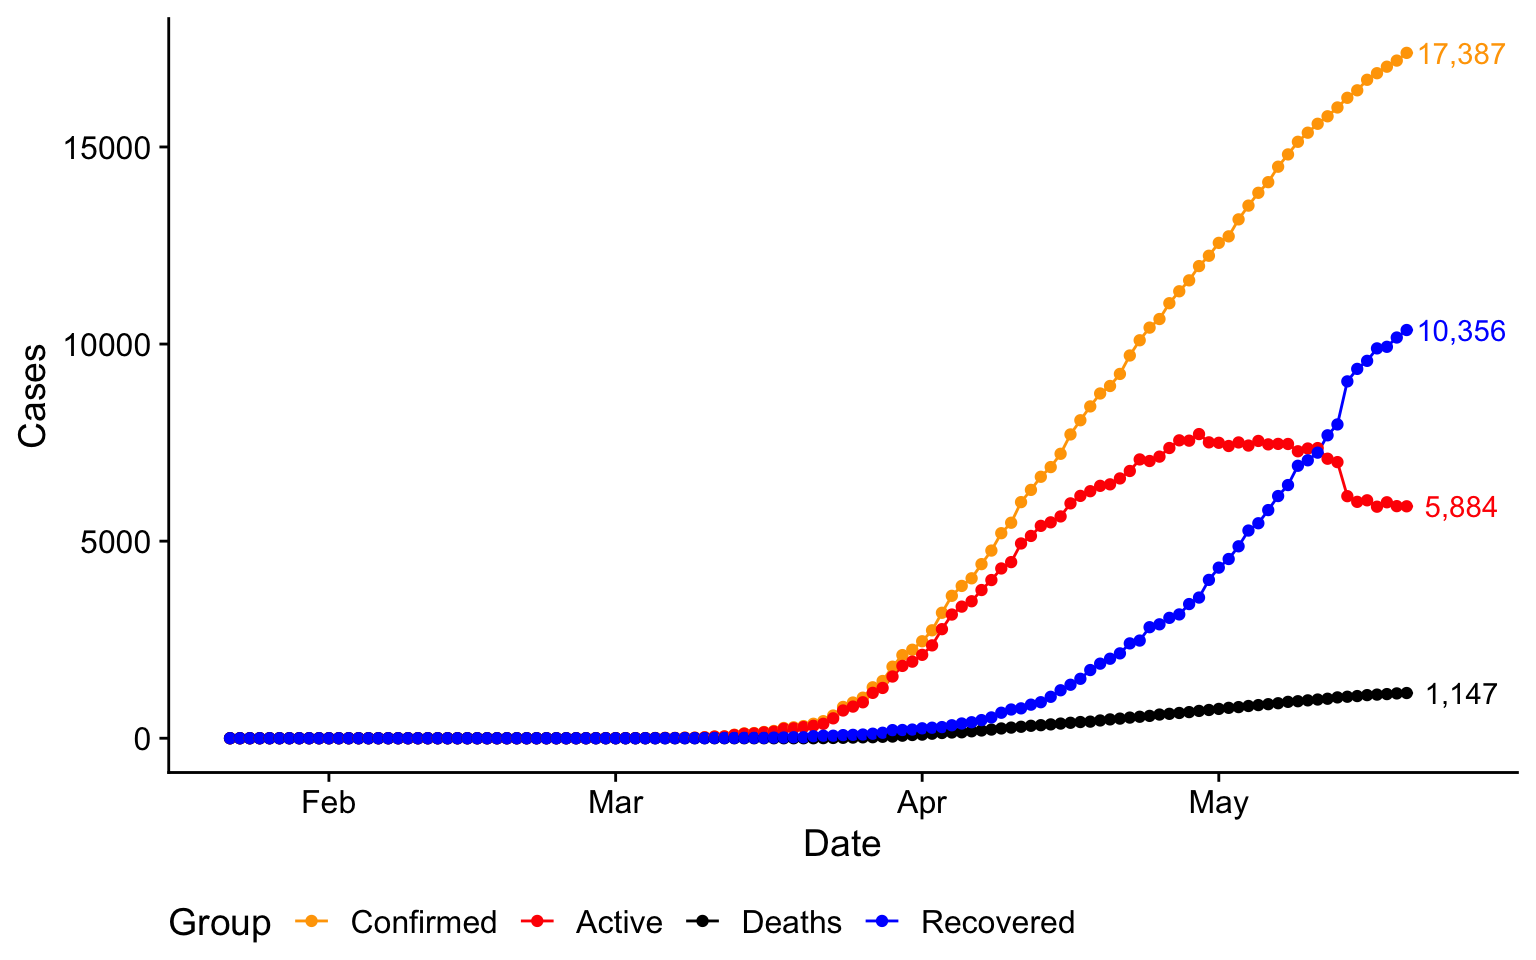 17,387
15000
10,356
10000
Cases
5,884
5000
1,147
0
Feb Mar Apr May
Date
Group Confirmed Active Deaths Recovered